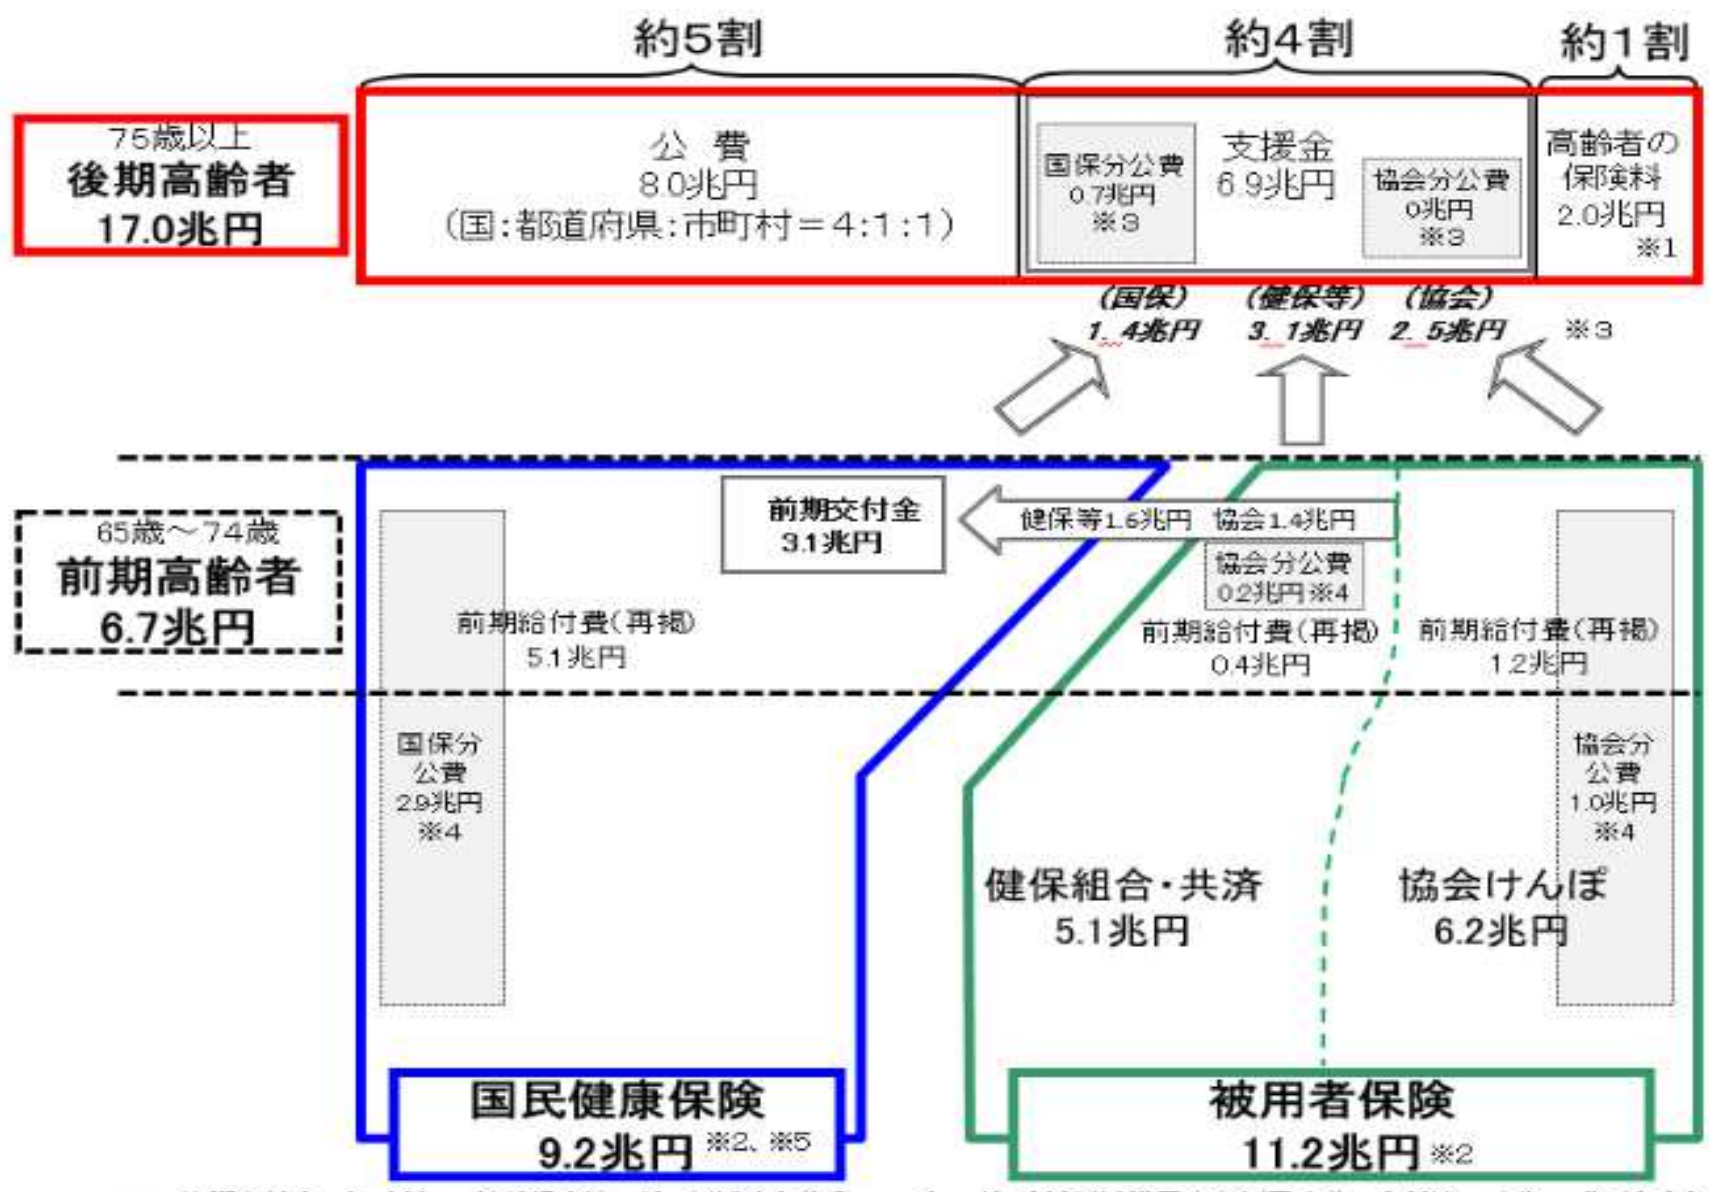 約5割
約4割
約1割
75歳以上
後期高齢者
17.0兆円
公 費
8.0兆円
(国:都道府県:市町村=4:1:1)
国保分公費
0.7兆円
※3
支援金
6.9兆円
協会分公費
0兆円
※3
高齢者の
保険料
2.0兆円
※1
(国保)
1.4兆円
(健保等)
3.1兆円
(協会)
2.5兆円
※3
65歳~74歳
前期高齢者
6.7兆円
前期交付金
3.1兆円
健保等1.6兆円 協会1.4兆円
協会分公費
0.2兆円※4
前期給付費(再掲)
5.1兆円
前期給付費(再掲)
0.4兆円
前期給付費(再掲)
1.2兆円
国保分
公費
2.9兆円
※4
協会分
公費
1.0兆円
※4
健保組合・共済
5.1兆円
協会けんぽ
6.2兆円
国民健康保険
9.2兆円 ※2、※5
被用者保険
11.2兆円 ※2